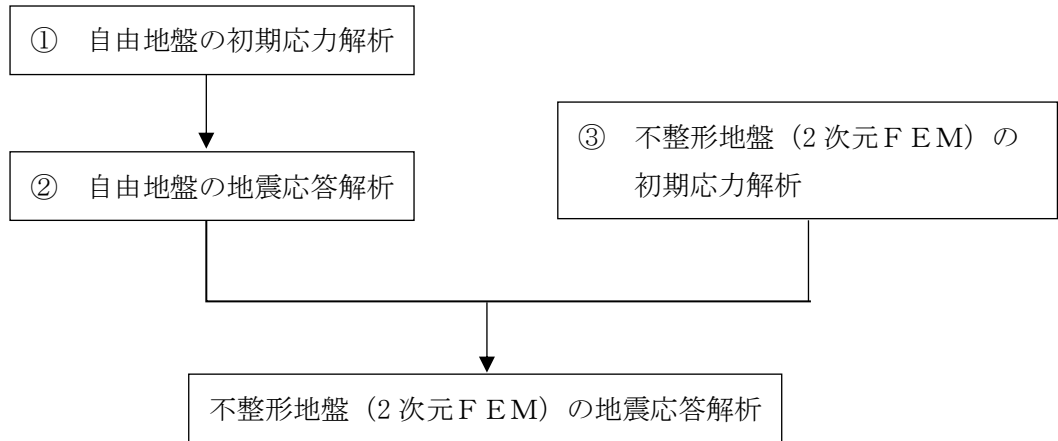 ① 自由地盤の初期応力解析
② 自由地盤の地震応答解析
③ 不整形地盤（2 次元ＦＥＭ）の
初期応力解析
不整形地盤（2 次元ＦＥＭ）の地震応答解析